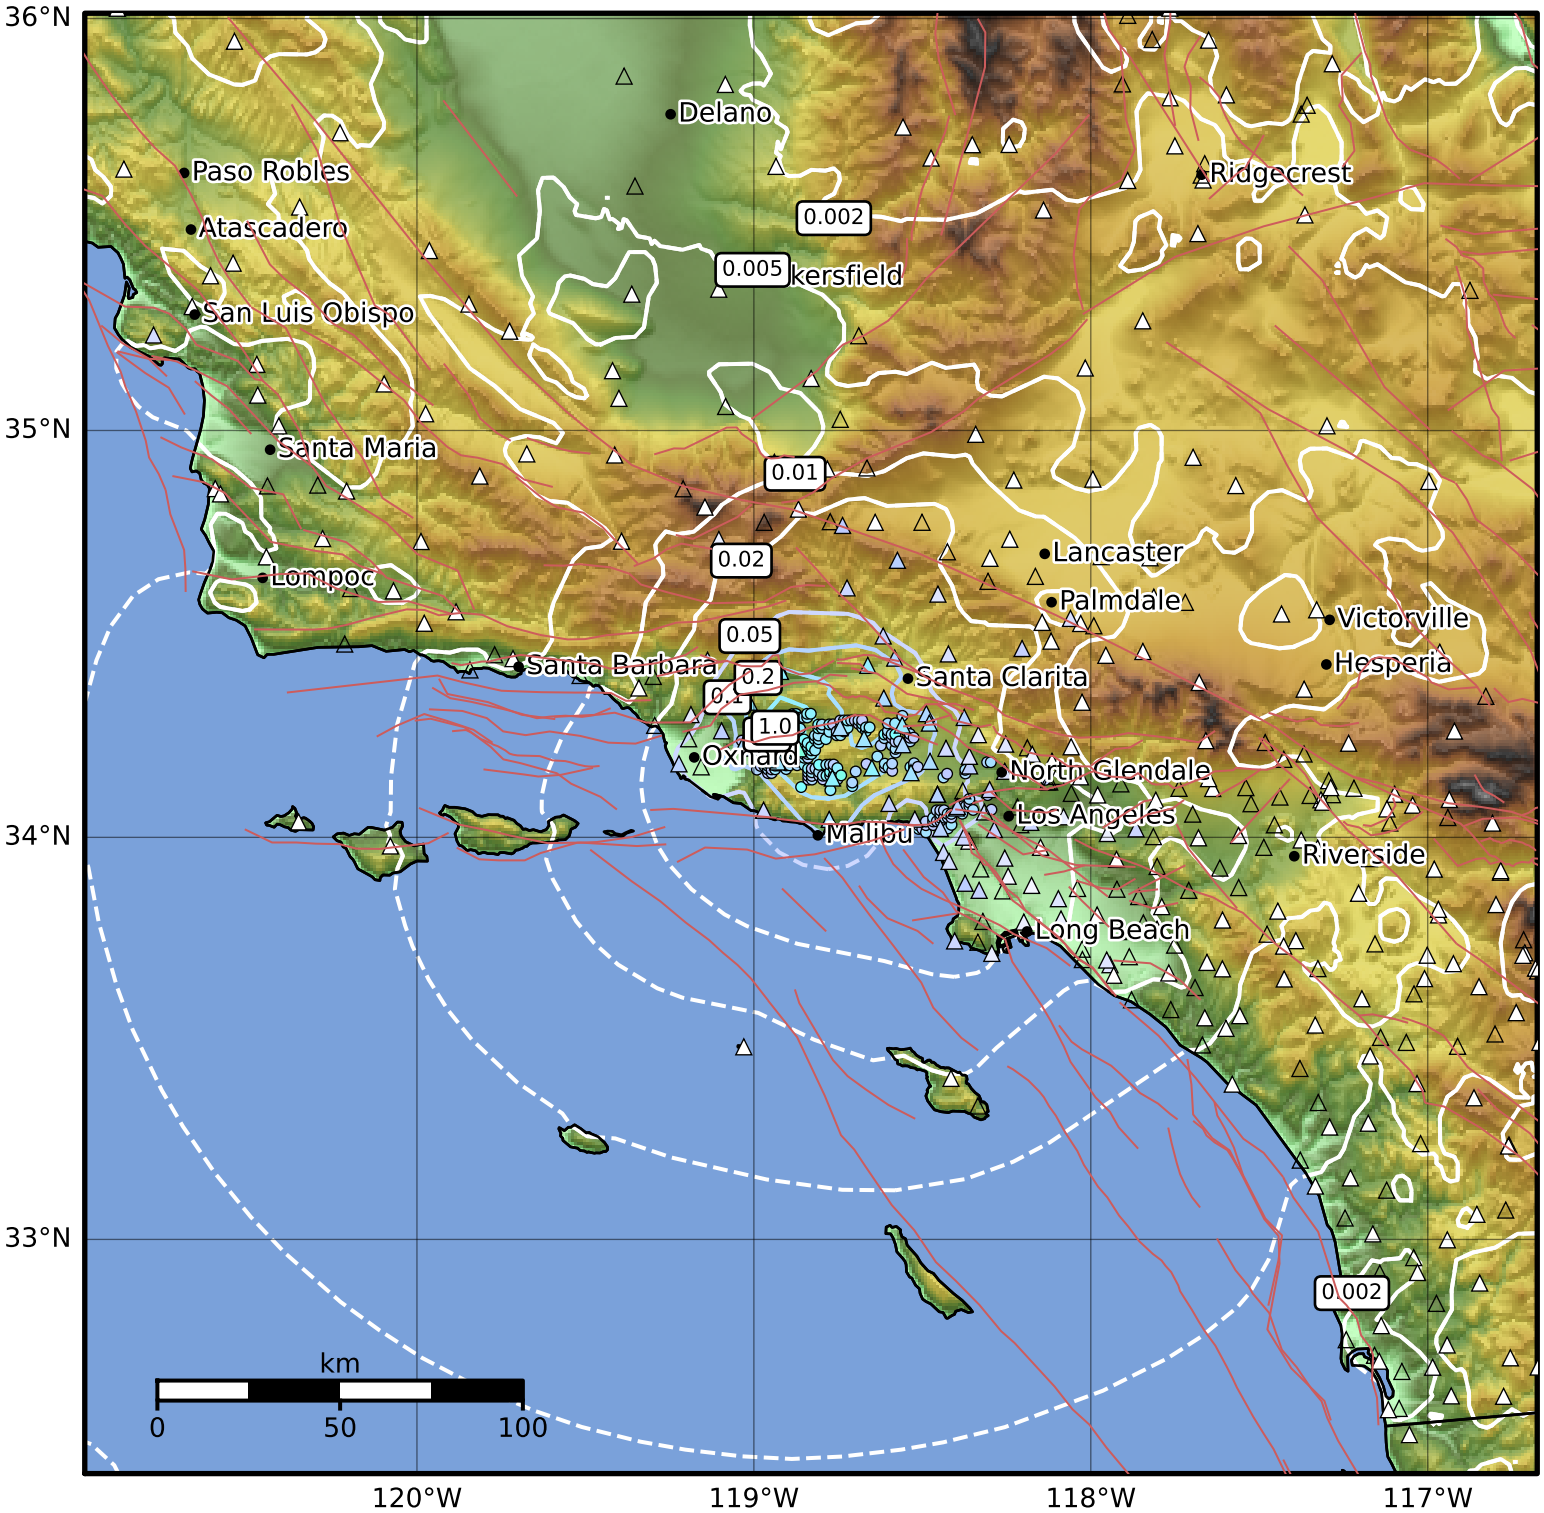 36°N
Delano
Paso Robles
Ridgecrest
0.002
Atascadero
0.005
kersfield
San Luis Obispo
35°N
Santa Maria
0.01
0.02
Lancaster
Lompoc
Palmdale
Victorville
0.05
Santa Barbara
Hesperia
0.2
Santa Clarita
0.1
1.0
Oxnard
North Glendale
Los Angeles
34°N
Malibu
Riverside
Long Beach
33°N
0.002
km
0 50 100
120°W 119°W 118°W 117°W